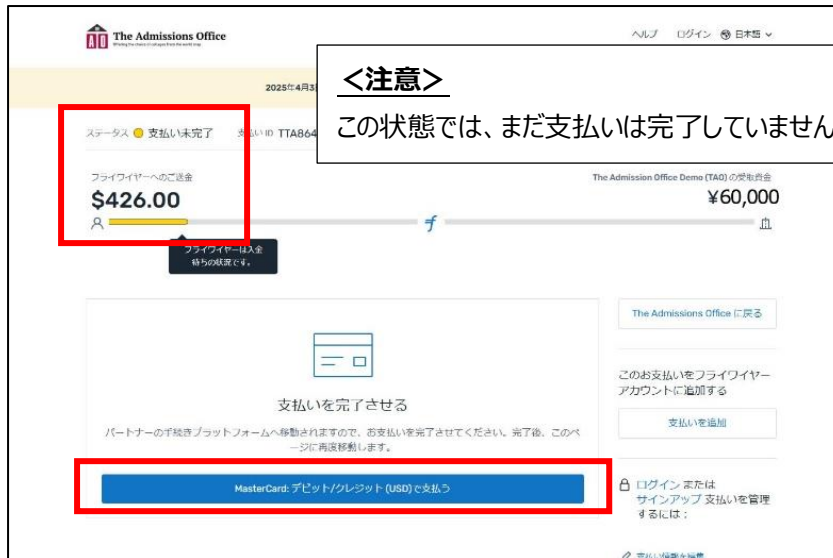 The Admissions Office
ヘルプ ログイン 日本語
2025年4月3
<注意>
この状態では、まだ支払いは完了していません
ステータス 支払い未完了 支払い ID TTA864
フライワイヤーへのご送金
$426.00
The Admission Office Demo (TAO) の受取資金
¥60,000
フライワイヤーは入金
待ちの状況です。
The Admissions Office に戻る
支払いを完了させる
パートナーの手続きプラットフォームへ移動されますので、お支払いを完了させてください。完了後、このペ
ージに再度移動します。
MasterCard: デビット/クレジット (USD) で支払う
このお支払いをフライワイヤー
アカウントに追加する
支払いを追加
ログイン または
サインアップ 支払いを管理
するには：
支払い情報を編集